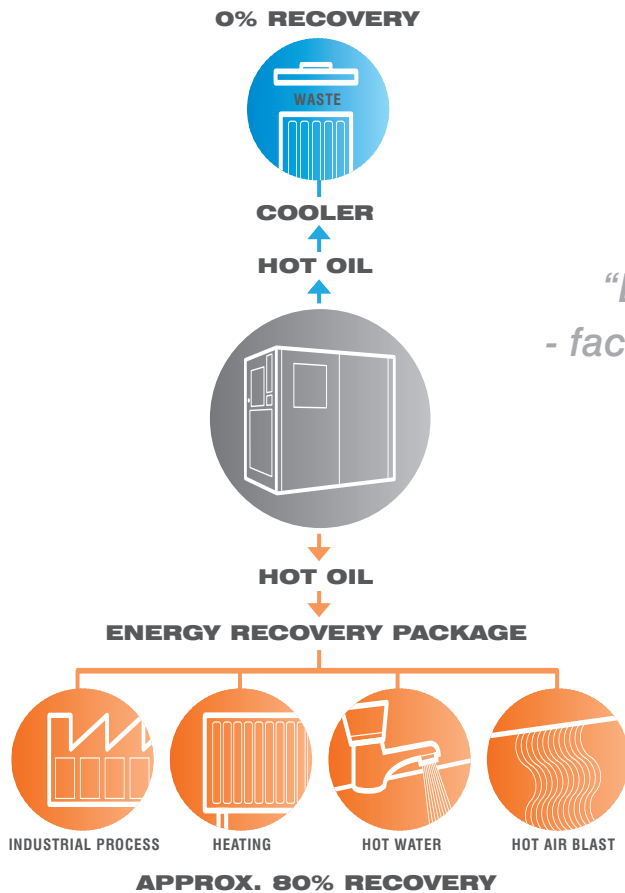 0% RECOVERY
WASTE
COOLER
HOT OIL
- fac
HOT OIL
ENERGY RECOVERY PACKAGE
INDUSTRIAL PROCESS HEATING HOT WATER HOT AIR BLAST
APPROX. 80% RECOVERY